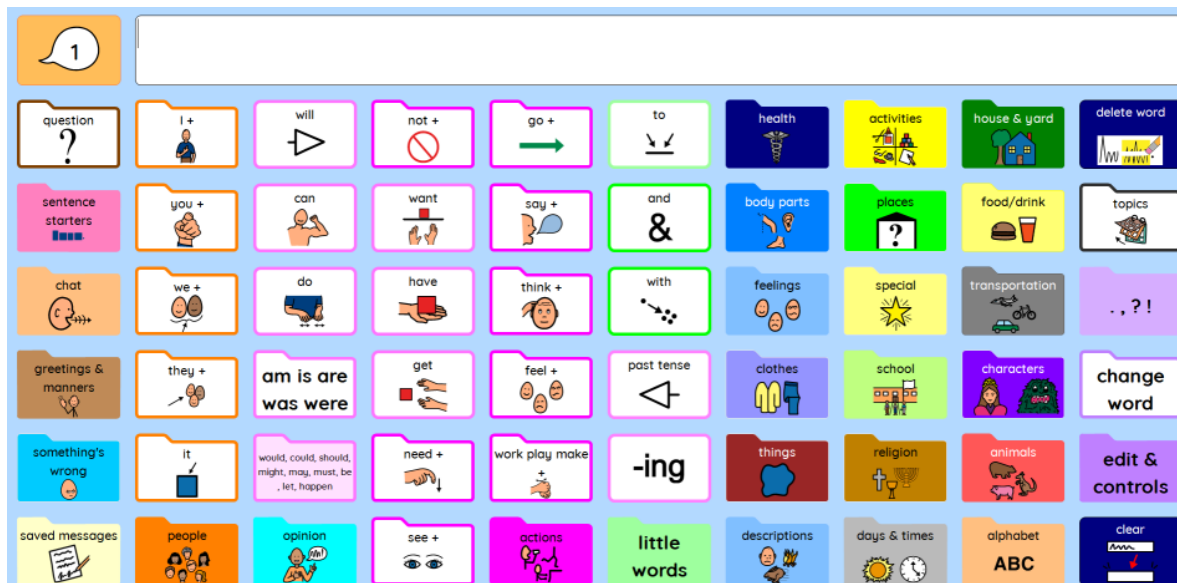 1
question
?
I +
will
not +
go +
to
health
activities
house & yard
delete word
sentence
starters
you +
can
want
say +
and
&
body parts
places
?
food/drink
topics
chat
we +
do
have
think +
with
feelings
special
transportation
. , ? !
greetings &
manners
they +
am is are
was were
get
feel +
past tense
clothes
school
characters
change
word
something's
wrong
it
would, could, should,
might, may, must, be
, let, happen
need +
work play make
+
-ing
things
religion
animals
edit &
controls
saved messages
people
opinion
see +
actions
little
words
descriptions
days & times
alphabet
ABC
clear